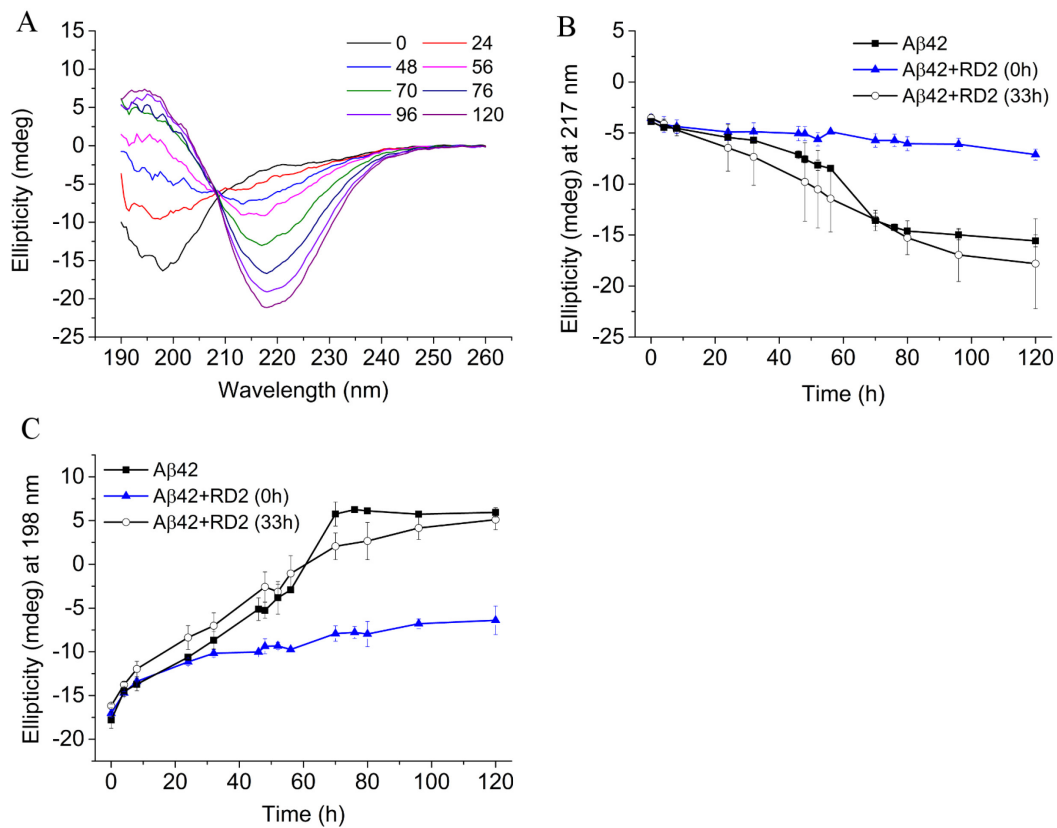 A
15
10
5
0
-5
-10
-15
-20
-25
Ellipticity (mdeg)
0 24
48 56
70 76
96 120
190 200 210 220 230 240 250 260
Wavelength (nm)
B
5
0
-5
-10
-15
-20
-25
Ellipticity (mdeg) at 217 nm
Aβ42
Aβ42+RD2 (0h)
Aβ42+RD2 (33h)
0 20 40 60 80 100 120
Time (h)
C
10
5
0
-5
-10
-15
-20
Ellipticity (mdeg) at 198 nm
Aβ42
Aβ42+RD2 (0h)
Aβ42+RD2 (33h)
0 20 40 60 80 100 120
Time (h)